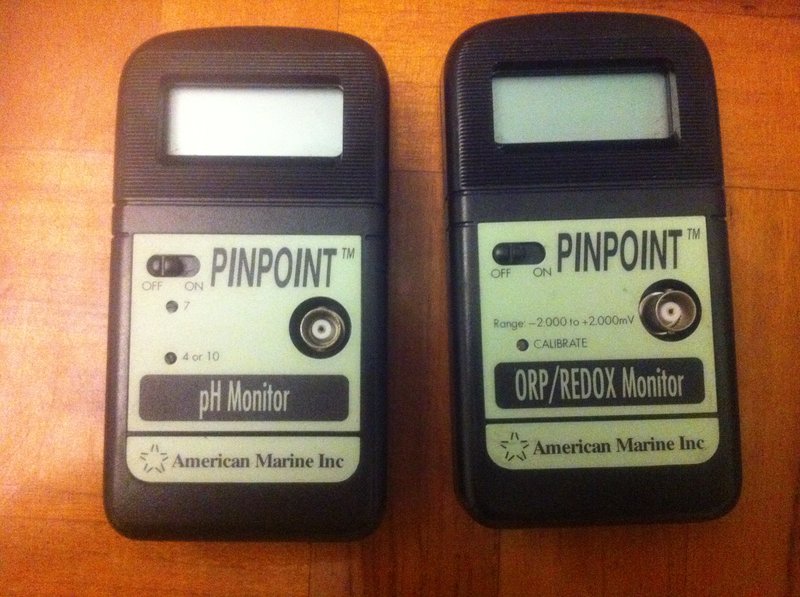 PINPOINT™
OFF ON
7
4 or 10
pH Monitor
American Marine Inc
PINPOINT™
OFF ON
Range: −2.000 to +2.000mV
CALIBRATE
ORP/REDOX Monitor
American Marine Inc